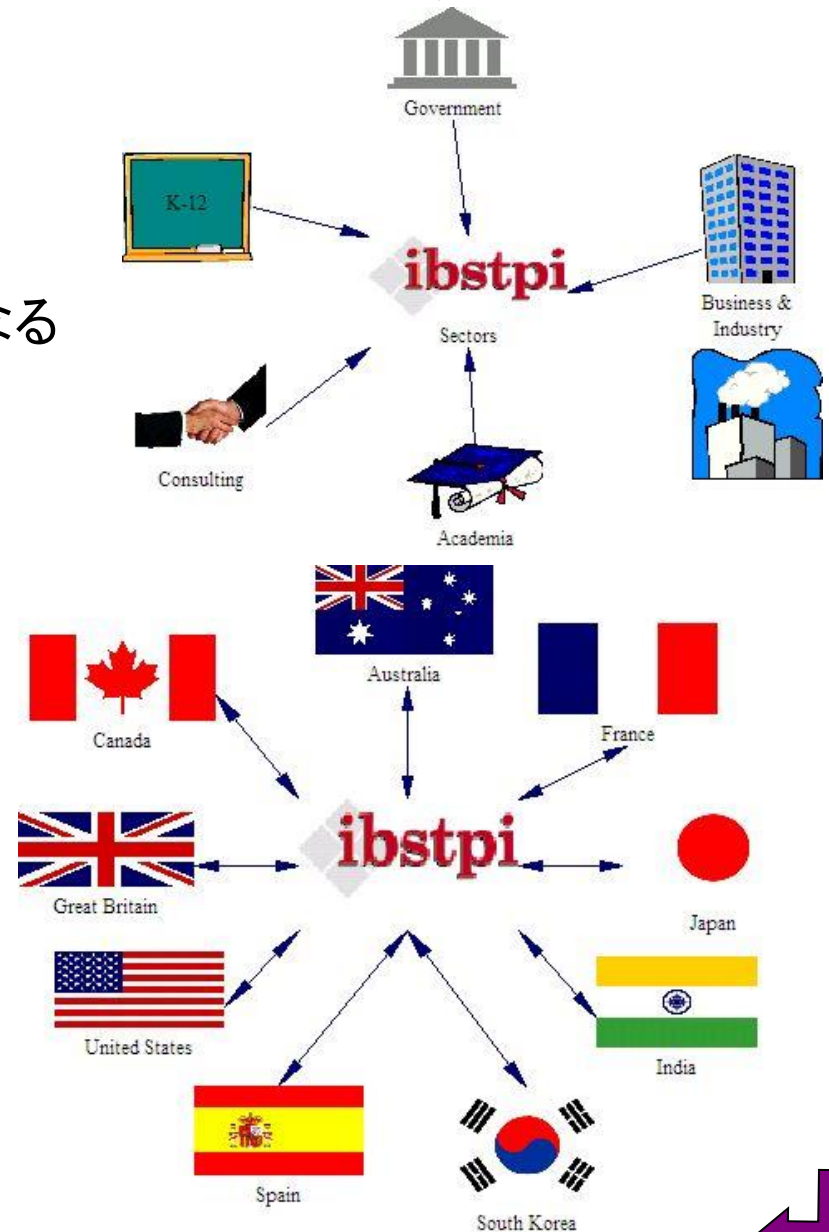 Government
K-12
ibstpi
Sectors
なる
Business &
Industry
Consulting
Academia
Australia
Canada
France
ibstpi
Great Britain
Japan
United States
India
Spain
South Korea